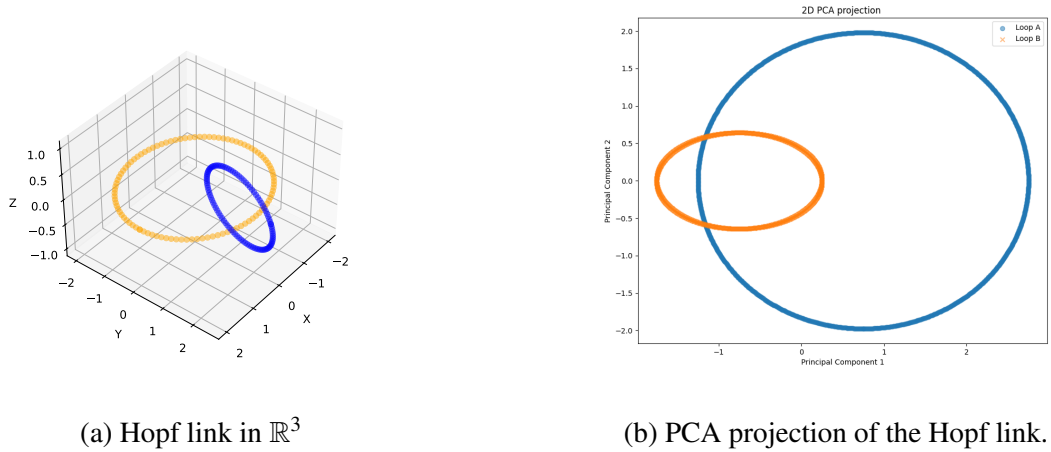 1.0
0.5
0.0
−0.5
−1.0
Z
−2
−1
0
1
2
Y
2
1
0
−1
−2
X
(a) Hopf link in ℝ³
2D PCA projection
Loop A
Loop B
2.0
1.5
1.0
0.5
0.0
−0.5
−1.0
−1.5
−2.0
Principal Component 2
−1 0 1 2
Principal Component 1
(b) PCA projection of the Hopf link.